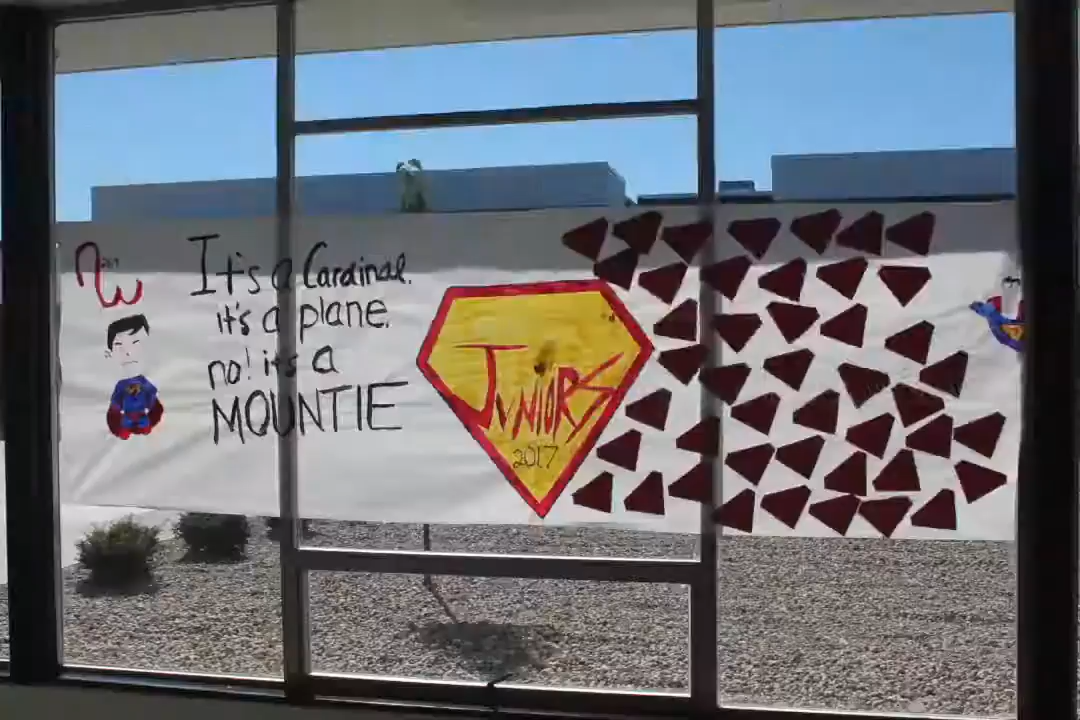 It's a Cardinal.
it's a plane.
no! it's a
MOUNTIE
JUNIORS
2017